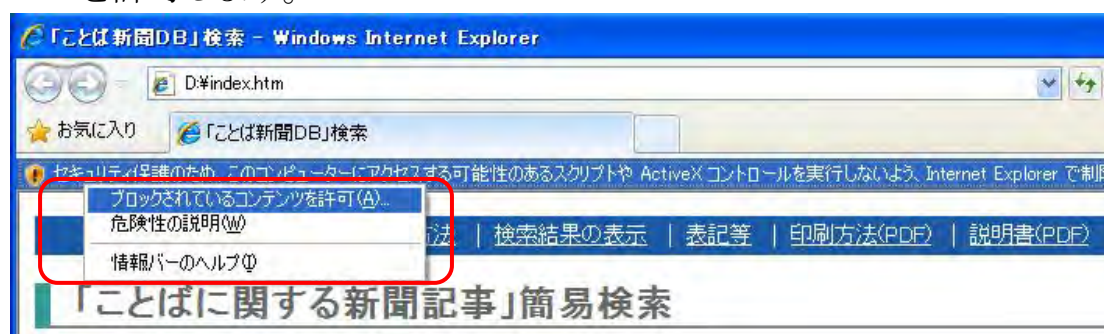 「ことば新聞DB」検索 - Windows Internet Explorer
D:¥index.htm
お気に入り 「ことば新聞DB」検索
セキュリティ保護のため、このコンピューターにアクセスする可能性のあるスクリプトや ActiveX コントロールを実行しないよう、Internet Explorer で制
ブロックされているコンテンツを許可(A)...
危険性の説明(W)
法 | 検索結果の表示 | 表記等 | 印刷方法(PDF) | 説明書(PDF)
情報バーのヘルプ(I)
「ことばに関する新聞記事」簡易検索